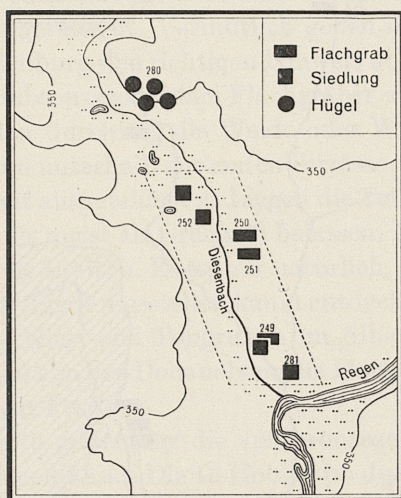 Flachgrab
Siedlung
Hügel
280
350
350
252
250
251
Diesenbach
249
281
Regen
350
350